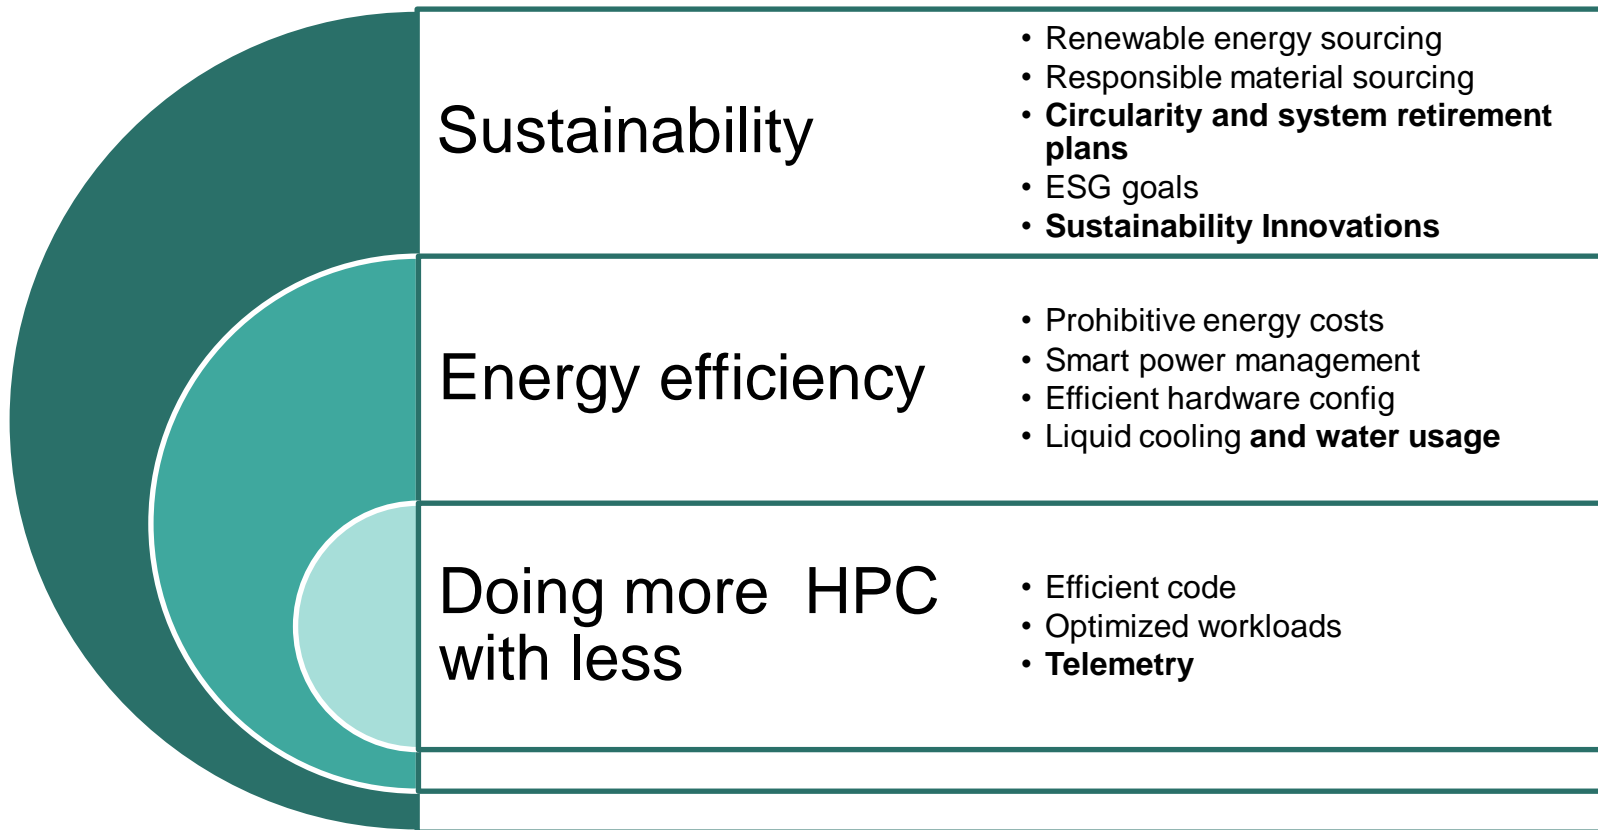 Sustainability
• Renewable energy sourcing
• Responsible material sourcing
• Circularity and system retirement
plans
• ESG goals
• Sustainability Innovations
Energy efficiency
• Prohibitive energy costs
• Smart power management
• Efficient hardware config
• Liquid cooling and water usage
Doing more  HPC
with less
• Efficient code
• Optimized workloads
• Telemetry